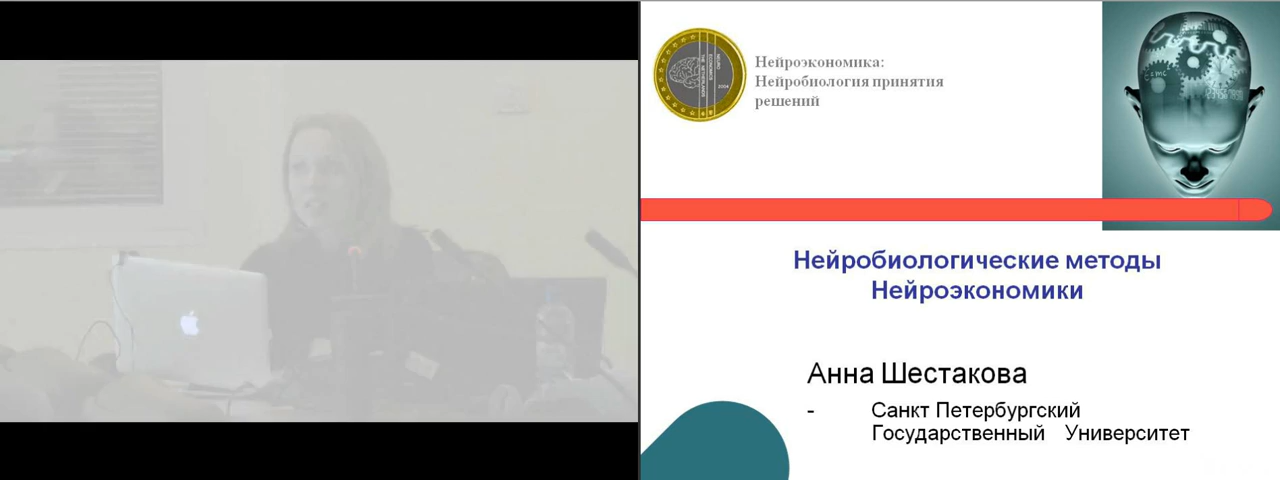 Нейроэкономика:
Нейробиология принятия
решений
Нейробиологические методы
Нейроэкономики
Анна Шестакова
- Санкт Петербургский
Государственный Университет